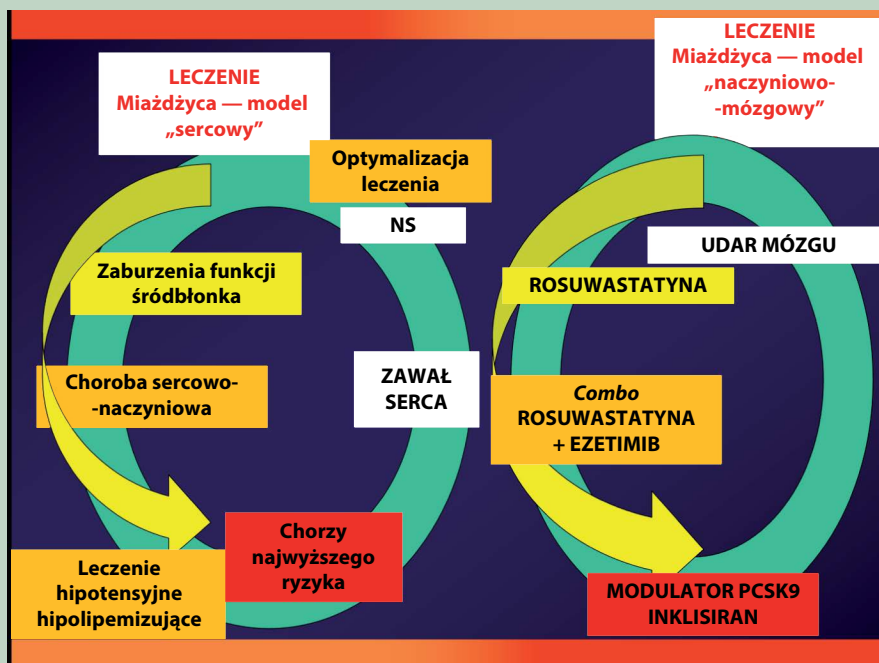 LECZENIE
Miażdżyca — model
„sercowy”
Optymalizacja
leczenia
NS
Zaburzenia funkcji
śródbłonka
Choroba sercowo-
-naczyniowa
ZAWAŁ
SERCA
Chorzy
najwyższego
ryzyka
Leczenie
hipotensyjne
hipolipemizujące
LECZENIE
Miażdżyca — model
„naczyniowo-
-mózgowy”
UDAR MÓZGU
ROSUWASTATYNA
Combo
ROSUWASTATYNA
+ EZETIMIB
MODULATOR PCSK9
INKLISIRAN